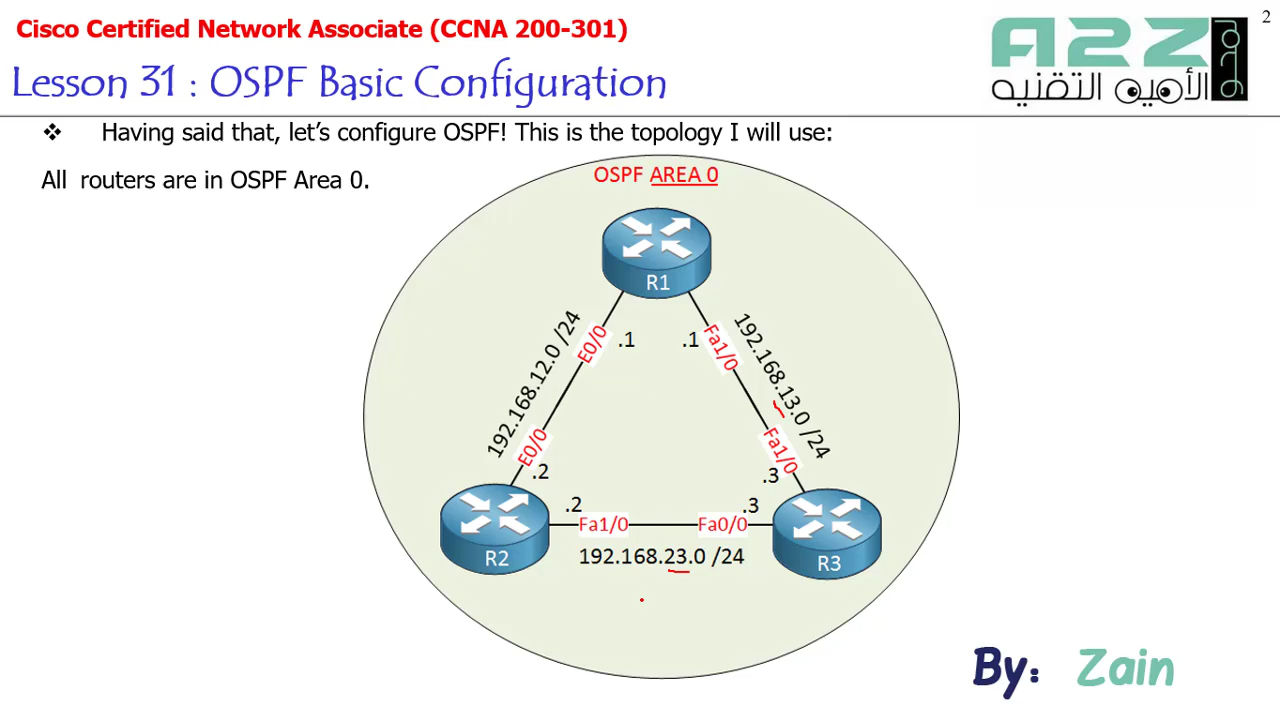 2
Cisco Certified Network Associate (CCNA 200-301)
A2Z
الأمين التقنيه
Lesson 31 : OSPF Basic Configuration
❖ Having said that, let's configure OSPF! This is the topology I will use:
All routers are in OSPF Area 0.
OSPF AREA 0
R1
.1
.1
E0/0
Fa1/0
192.168.12.0 /24
192.168.13.0 /24
E0/0
Fa1/0
.2
.3
.2
.3
Fa1/0
Fa0/0
R2
R3
192.168.23.0 /24
By: Zain